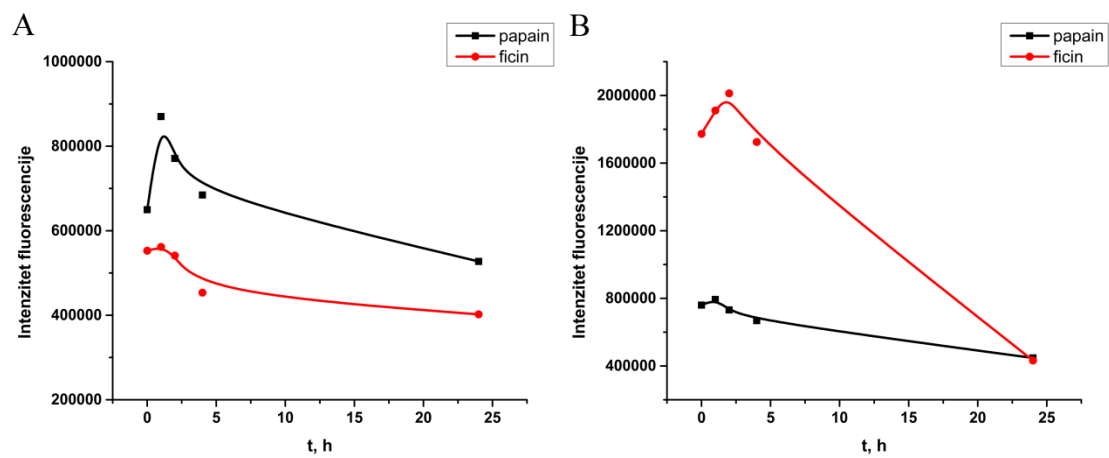 A
papain
ficin
Intenzitet fluorescencije
1000000
800000
600000
400000
200000
0 5 10 15 20 25
t, h
B
papain
ficin
Intenzitet fluorescencije
2000000
1600000
1200000
800000
400000
0 5 10 15 20 25
t, h